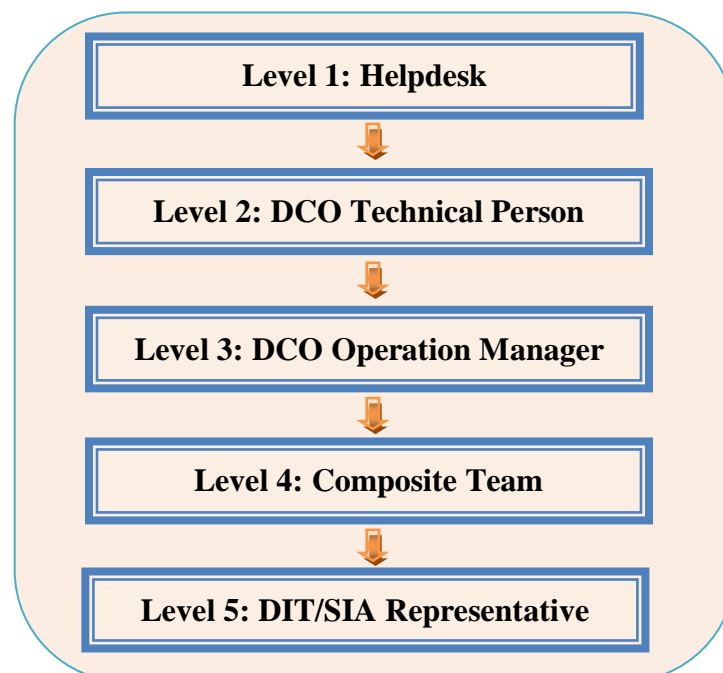 Level 1: Helpdesk
Level 2: DCO Technical Person
Level 3: DCO Operation Manager
Level 4: Composite Team
Level 5: DIT/SIA Representative